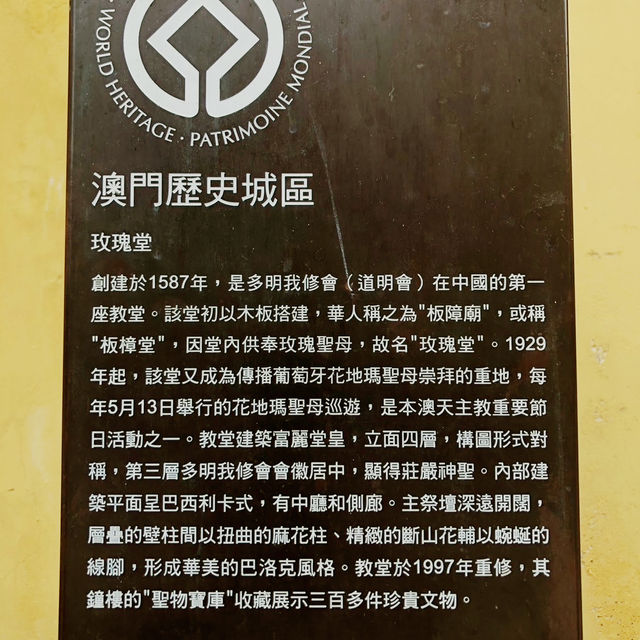 WORLD HERITAGE · PATRIMOINE MONDIAL
澳門歷史城區
玫瑰堂
創建於1587年，是多明我修會（道明會）在中國的第一
座教堂。該堂初以木板搭建，華人稱之為"板障廟"，或稱
"板樟堂"，因堂內供奉玫瑰聖母，故名"玫瑰堂"。1929
年起，該堂又成為傳播葡萄牙花地瑪聖母崇拜的重地，每
年5月13日舉行的花地瑪聖母巡遊，是本澳天主教重要節
日活動之一。教堂建築富麗堂皇，立面四層，構圖形式對
稱，第三層多明我修會會徽居中，顯得莊嚴神聖。內部建
築平面呈巴西利卡式，有中廳和側廊。主祭壇深遠開闊，
層疊的壁柱間以扭曲的麻花柱、精緻的斷山花輔以蜿蜒的
線腳，形成華美的巴洛克風格。教堂於1997年重修，其
鐘樓的"聖物寶庫"收藏展示三百多件珍貴文物。